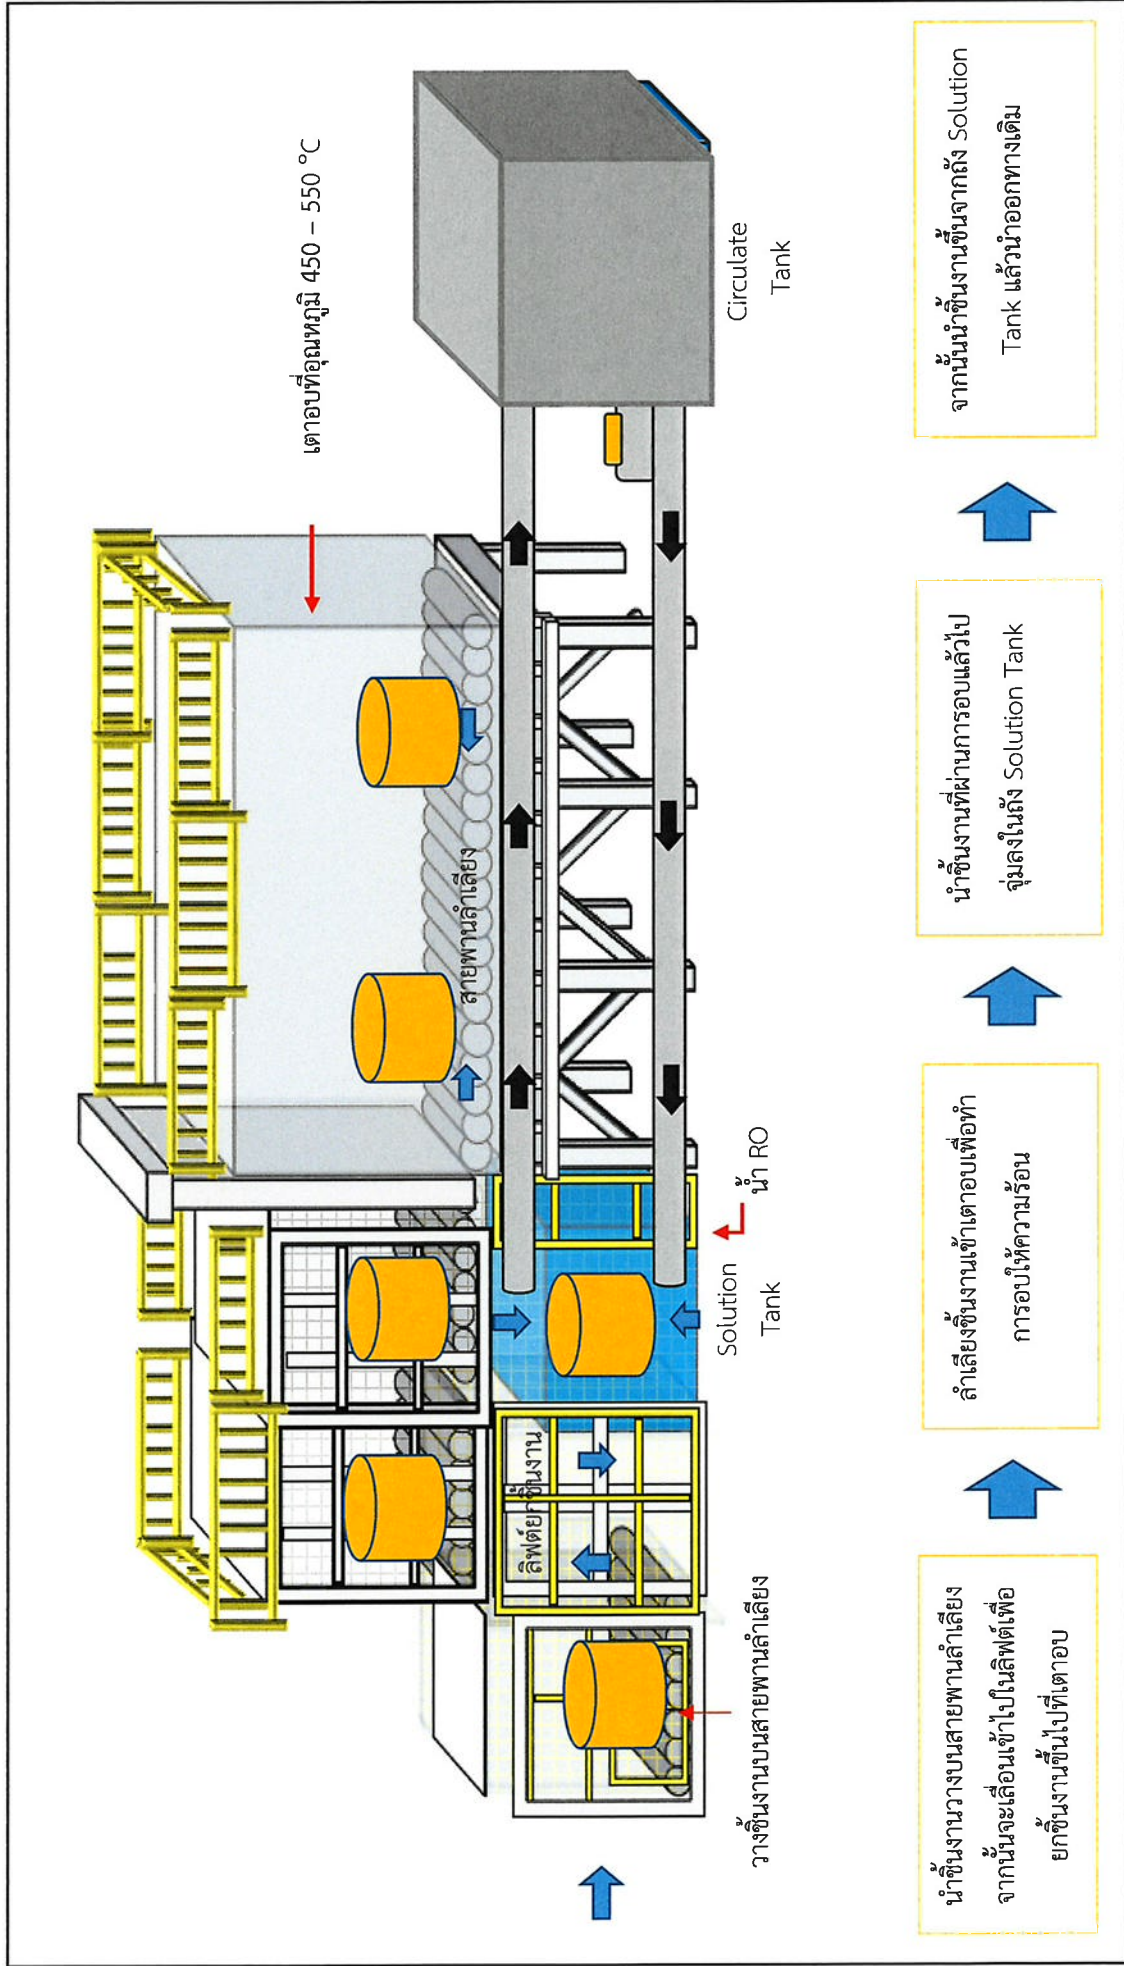 เตาอบที่อุณหภูมิ 450 – 550 °C
สายพานลำเลียง
ลิฟต์ยกชิ้นงาน
วางชิ้นงานบนสายพานลำเลียง
Solution
Tank
น้ำ RO
Circulate
Tank
นำชิ้นงานวางบนสายพานลำเลียง
จากนั้นจะเลื่อนเข้าไปในลิฟต์เพื่อ
ยกชิ้นงานขึ้นไปที่เตาอบ
ลำเลียงชิ้นงานเข้าเตาอบเพื่อทำ
การอบให้ความร้อน
นำชิ้นงานที่ผ่านการอบแล้วไป
จุ่มลงในถัง Solution Tank
จากนั้นนำชิ้นงานขึ้นจากถัง Solution
Tank แล้วนำออกทางเดิม